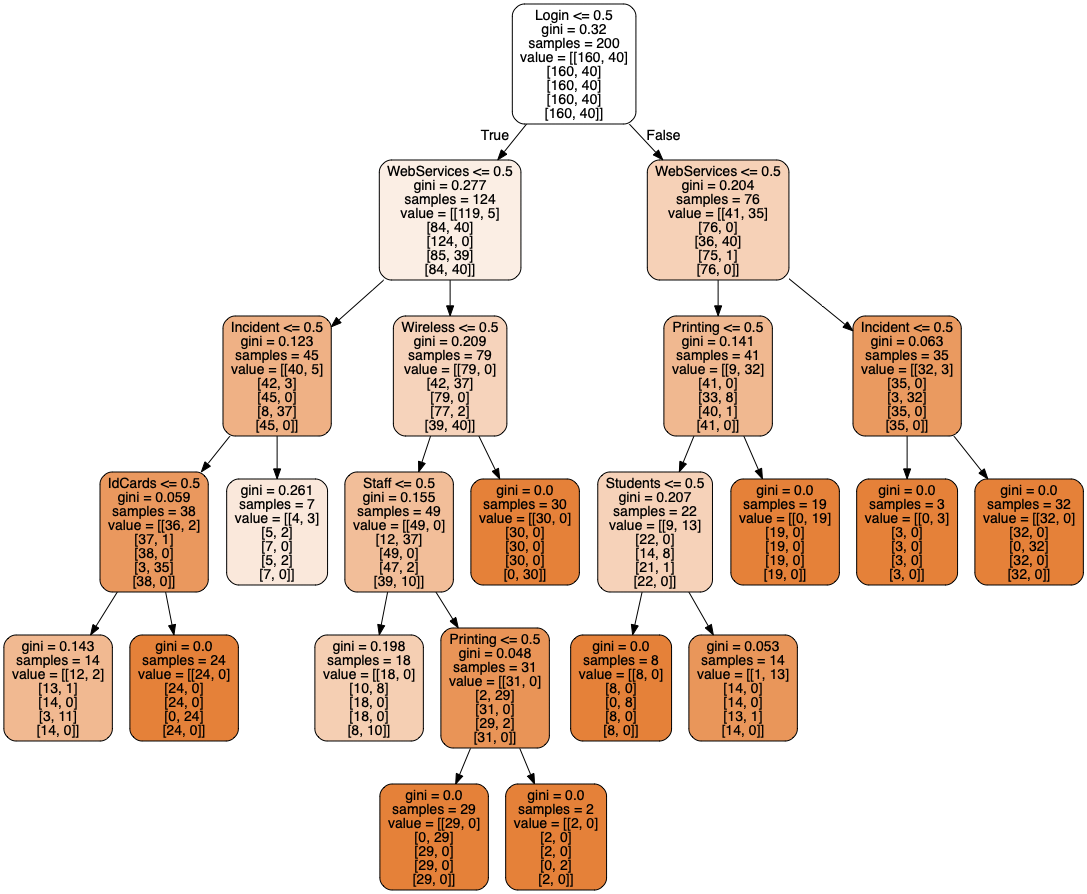 Login <= 0.5
gini = 0.32
samples = 200
value = [[160, 40]
[160, 40]
[160, 40]
[160, 40]
[160, 40]]
True
False
WebServices <= 0.5
gini = 0.277
samples = 124
value = [[119, 5]
[84, 40]
[124, 0]
[85, 39]
[84, 40]]
WebServices <= 0.5
gini = 0.204
samples = 76
value = [[41, 35]
[76, 0]
[36, 40]
[75, 1]
[76, 0]]
Incident <= 0.5
gini = 0.123
samples = 45
value = [[40, 5]
[42, 3]
[45, 0]
[8, 37]
[45, 0]]
Wireless <= 0.5
gini = 0.209
samples = 79
value = [[79, 0]
[42, 37]
[79, 0]
[77, 2]
[39, 40]]
Printing <= 0.5
gini = 0.141
samples = 41
value = [[9, 32]
[41, 0]
[33, 8]
[40, 1]
[41, 0]]
Incident <= 0.5
gini = 0.063
samples = 35
value = [[32, 3]
[35, 0]
[3, 32]
[35, 0]
[35, 0]]
IdCards <= 0.5
gini = 0.059
samples = 38
value = [[36, 2]
[37, 1]
[38, 0]
[3, 35]
[38, 0]]
gini = 0.261
samples = 7
value = [[4, 3]
[5, 2]
[7, 0]
[5, 2]
[7, 0]]
Staff <= 0.5
gini = 0.155
samples = 49
value = [[49, 0]
[12, 37]
[49, 0]
[47, 2]
[39, 10]]
gini = 0.0
samples = 30
value = [[30, 0]
[30, 0]
[30, 0]
[30, 0]
[0, 30]]
Students <= 0.5
gini = 0.207
samples = 22
value = [[9, 13]
[22, 0]
[14, 8]
[21, 1]
[22, 0]]
gini = 0.0
samples = 19
value = [[0, 19]
[19, 0]
[19, 0]
[19, 0]
[19, 0]]
gini = 0.0
samples = 3
value = [[0, 3]
[3, 0]
[3, 0]
[3, 0]
[3, 0]]
gini = 0.0
samples = 32
value = [[32, 0]
[32, 0]
[0, 32]
[32, 0]
[32, 0]]
gini = 0.143
samples = 14
value = [[12, 2]
[13, 1]
[14, 0]
[3, 11]
[14, 0]]
gini = 0.0
samples = 24
value = [[24, 0]
[24, 0]
[24, 0]
[0, 24]
[24, 0]]
gini = 0.198
samples = 18
value = [[18, 0]
[10, 8]
[18, 0]
[18, 0]
[8, 10]]
Printing <= 0.5
gini = 0.048
samples = 31
value = [[31, 0]
[2, 29]
[31, 0]
[29, 2]
[31, 0]]
gini = 0.0
samples = 8
value = [[8, 0]
[8, 0]
[0, 8]
[8, 0]
[8, 0]]
gini = 0.053
samples = 14
value = [[1, 13]
[14, 0]
[14, 0]
[13, 1]
[14, 0]]
gini = 0.0
samples = 29
value = [[29, 0]
[0, 29]
[29, 0]
[29, 0]
[29, 0]]
gini = 0.0
samples = 2
value = [[2, 0]
[2, 0]
[2, 0]
[0, 2]
[2, 0]]